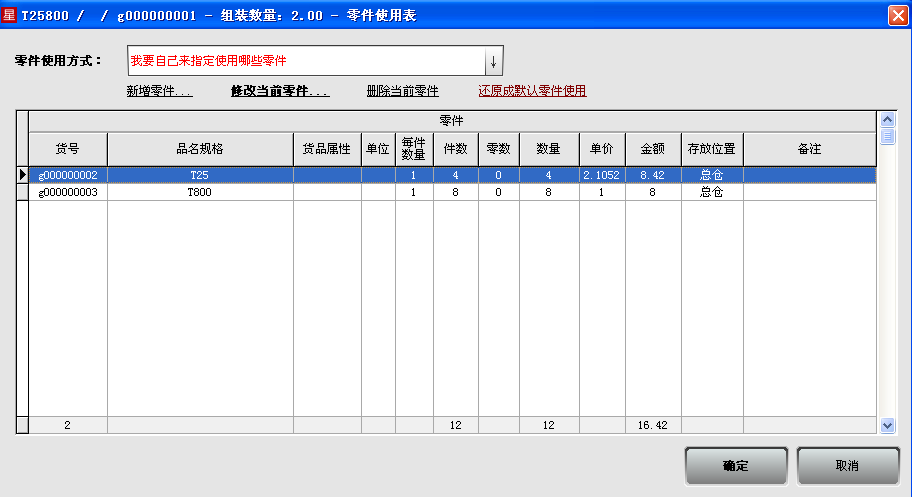 星 T25800 /  / g000000001 - 组装数量：2.00 - 零件使用表
零件使用方式：
我要自己来指定使用哪些零件
新增零件... 修改当前零件... 删除当前零件 还原成默认零件使用
零件
货号 品名规格 货品属性 单位 每件数量 件数 零数 数量 单价 金额 存放位置 备注
g000000002 T25 1 4 0 4 2.1052 8.42 总仓
g000000003 T800 1 8 0 8 1 8 总仓
2 12 12 16.42
确定 取消